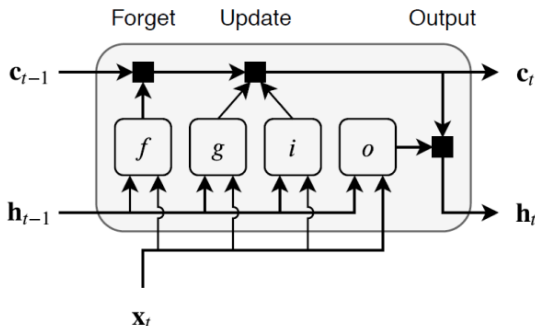 Forget Update Output
c_{t−1} c_t
f g i o
h_{t−1} h_t
x_t